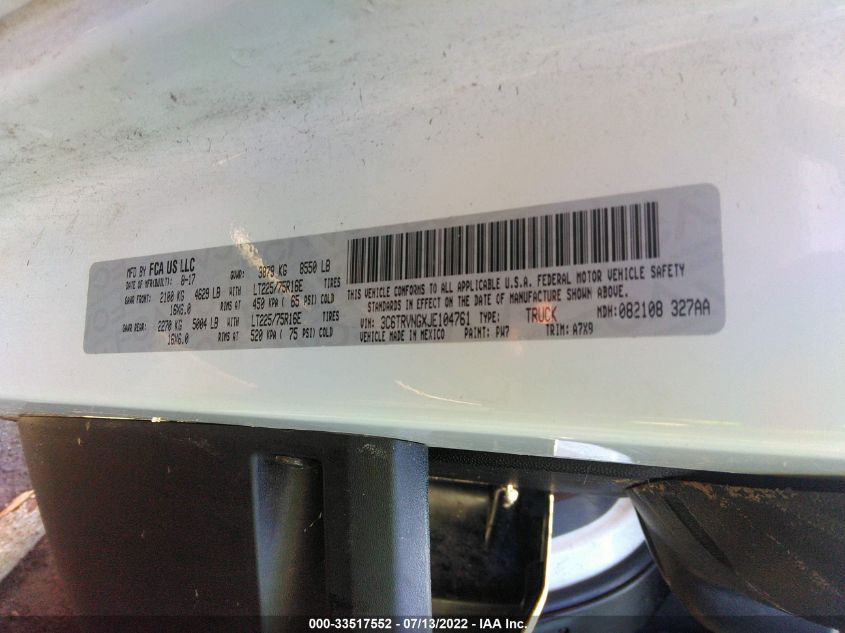 MFD BY FCA US LLC
DATE OF MFR(BUILT): 8-17 GVWR: 3878 KG 8550 LB
GAWR FRONT: 2100 KG 4629 LB WITH LT225/75R16E TIRES
16X6.0 RIMS AT 450 KPA ( 65 PSI) COLD
GAWR REAR: 2270 KG 5004 LB WITH LT225/75R16E TIRES
16X6.0 RIMS AT 520 KPA ( 75 PSI) COLD
THIS VEHICLE CONFORMS TO ALL APPLICABLE U.S.A. FEDERAL MOTOR VEHICLE SAFETY
STANDARDS IN EFFECT ON THE DATE OF MANUFACTURE SHOWN ABOVE.
VIN: 3C6TRVNGXJE104761 TYPE: TRUCK MDH: 082108 327AA
VEHICLE MADE IN MEXICO PAINT: PW7 TRIM: A7X9
000-33517552 - 07/13/2022 - IAA Inc.